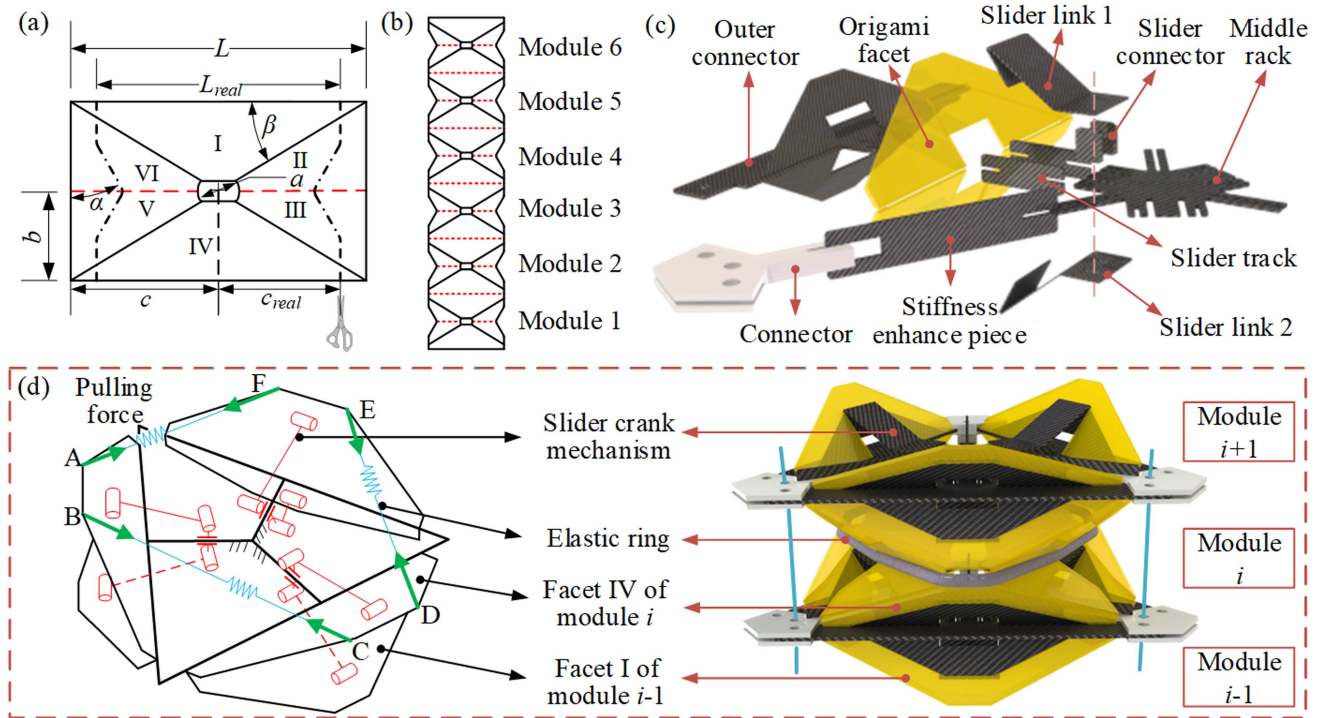 (a)
L
L_real
β
I
II
VI
a
α
V
III
b
IV
c
c_real
(b)
Module 6
Module 5
Module 4
Module 3
Module 2
Module 1
(c)
Outer
connector
Origami
facet
Slider link 1
Slider
connector
Middle
rack
Slider track
Slider link 2
Stiffness
enhance piece
Connector
(d)
Pulling
force
A
B
F
E
D
C
Slider crank
mechanism
Elastic ring
Facet IV of
module i
Facet I of
module i-1
Module
i+1
Module
i
Module
i-1